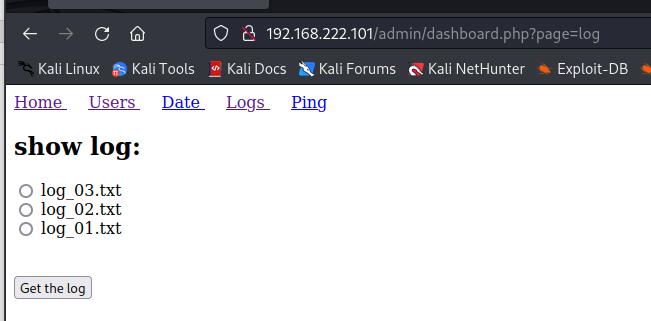 192.168.222.101/admin/dashboard.php?page=log
Kali Linux Kali Tools Kali Docs Kali Forums Kali NetHunter Exploit-DB
Home Users Date Logs Ping
show log:
log_03.txt
log_02.txt
log_01.txt
Get the log